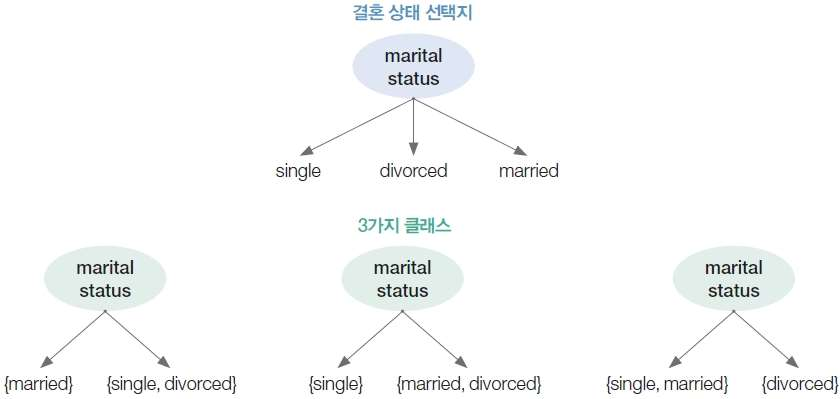 결혼 상태 선택지
marital
status
single divorced married
3가지 클래스
marital
status
marital
status
marital
status
{married} {single, divorced} {single} {married, divorced} {single, married} {divorced}